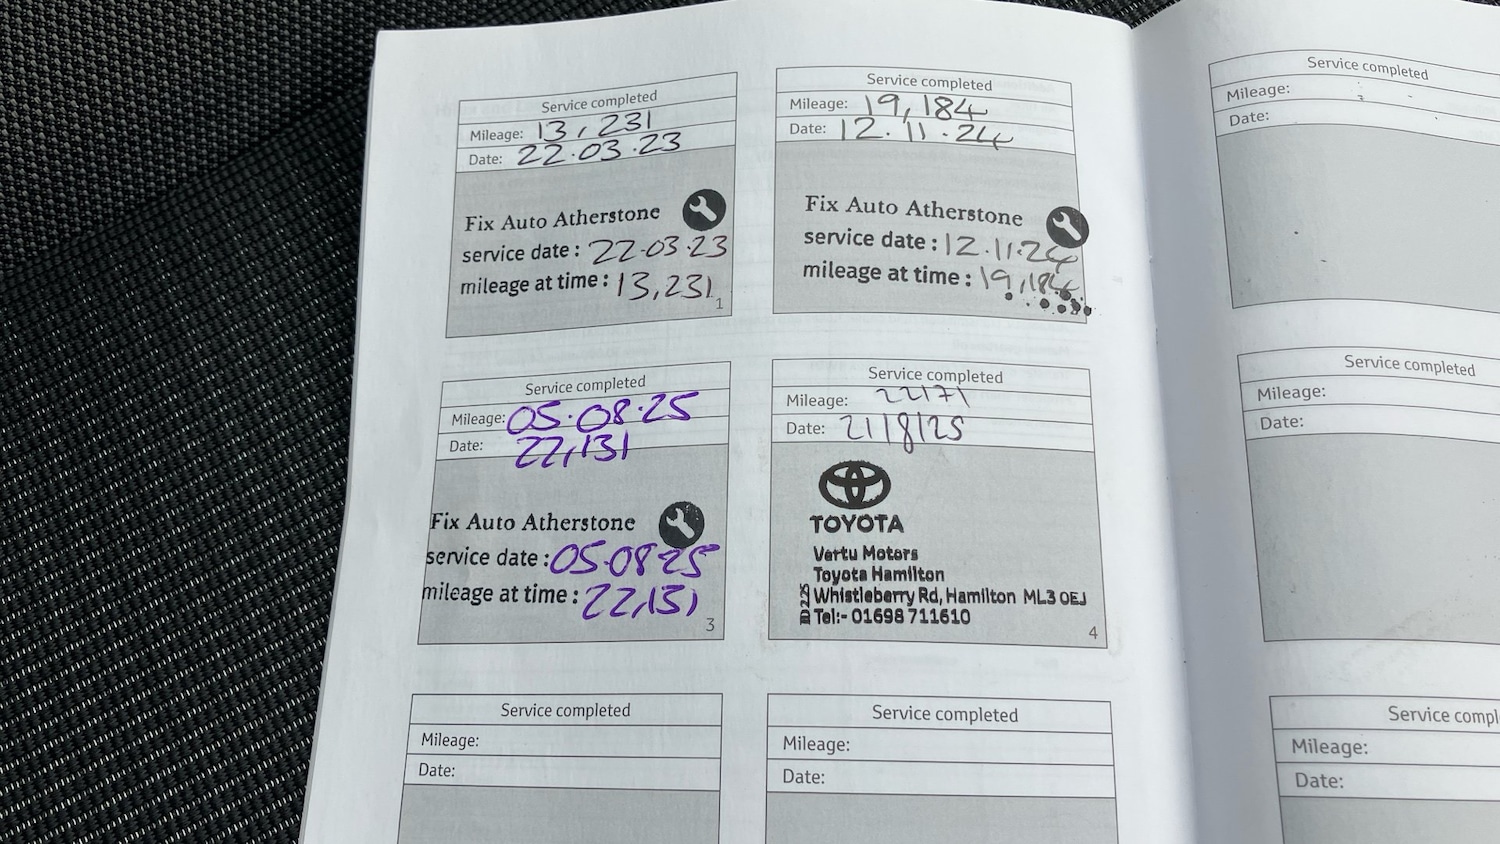 Service completed
Mileage: 13,231
Date: 22.03.23
Fix Auto Atherstone
service date: 22.03.23
mileage at time: 13,231
1
Service completed
Mileage: 19,184
Date: 12.11.24
Fix Auto Atherstone
service date: 12.11.24
mileage at time: 19,184
Service completed
Mileage: 05.08.25
Date: 22,131
Fix Auto Atherstone
service date: 05.08.25
mileage at time: 22,131
3
Service completed
Mileage: 22171
Date: 21/8/25
TOYOTA
Vertu Motors
Toyota Hamilton
Whistleberry Rd, Hamilton ML3 0EJ
Tel:- 01698 711610
4
Service completed
Mileage:
Date:
Service completed
Mileage:
Date:
Service completed
Mileage:
Date:
Service completed
Mileage:
Date:
Service compl
Mileage:
Date: